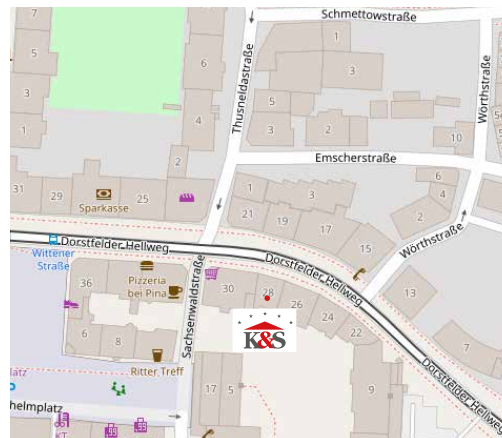 Schmettowstraße
7
5
3
1
6
2
Thusneldastraße
1
3
5
3
2
Wörthstraße
10
Emscherstraße
31
29
Sparkasse
25
1
3
21
19
17
15
6
4
2
Wörthstraße
Dorstfelder Hellweg
Wittener
Straße
Dorstfelder Hellweg
36
Pizzeria
bei Pina
Sachsenwaldstraße
30
28
26
24
22
13
K&S
6
8
Ritter Treff
7
Dorstfelder Hellweg
17
5
9
platz
helmplatz